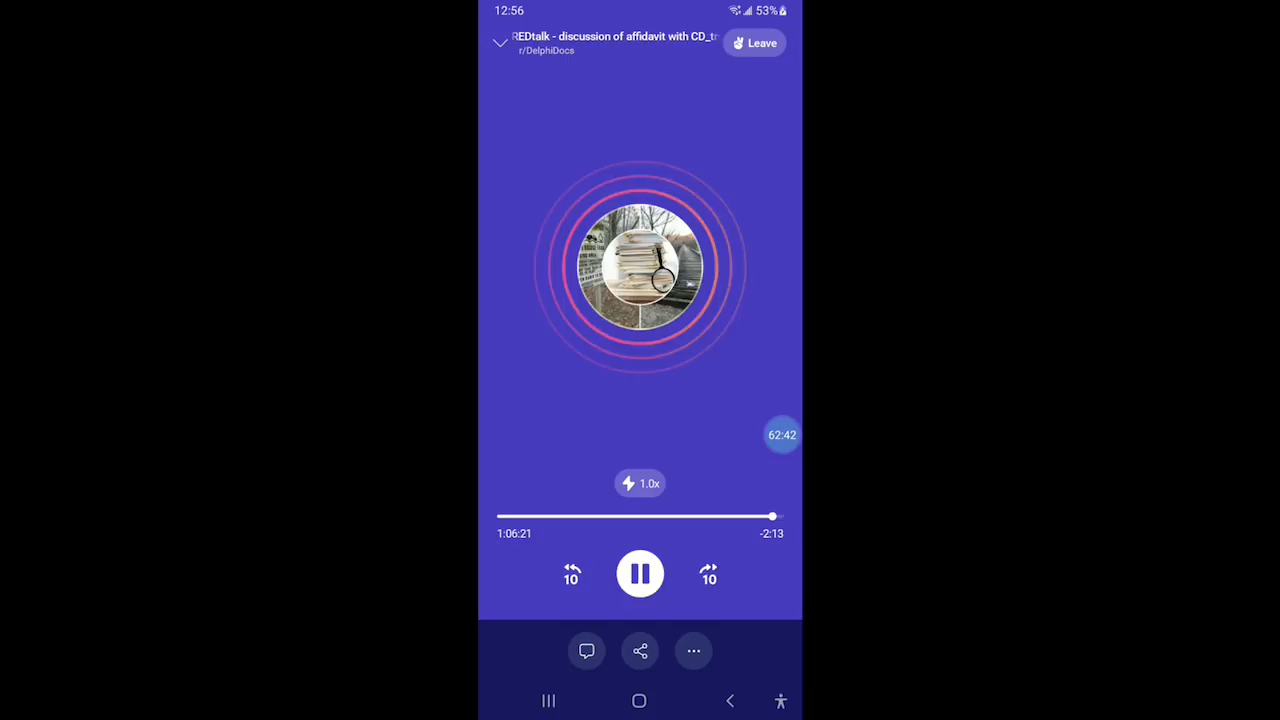 12:56
53%
REDtalk - discussion of affidavit with CD_tr
r/DelphiDocs
Leave
62:42
1.0x
1:06:21
-2:13
10
10